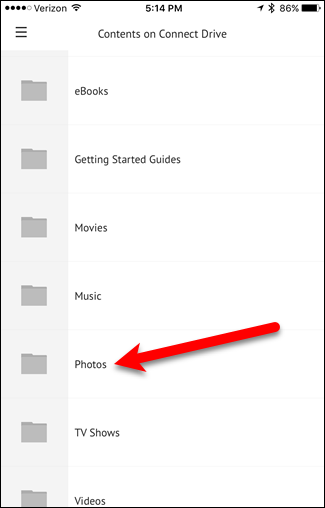 Verizon 5:14 PM 86%
Contents on Connect Drive
eBooks
Getting Started Guides
Movies
Music
Photos
TV Shows
Videos